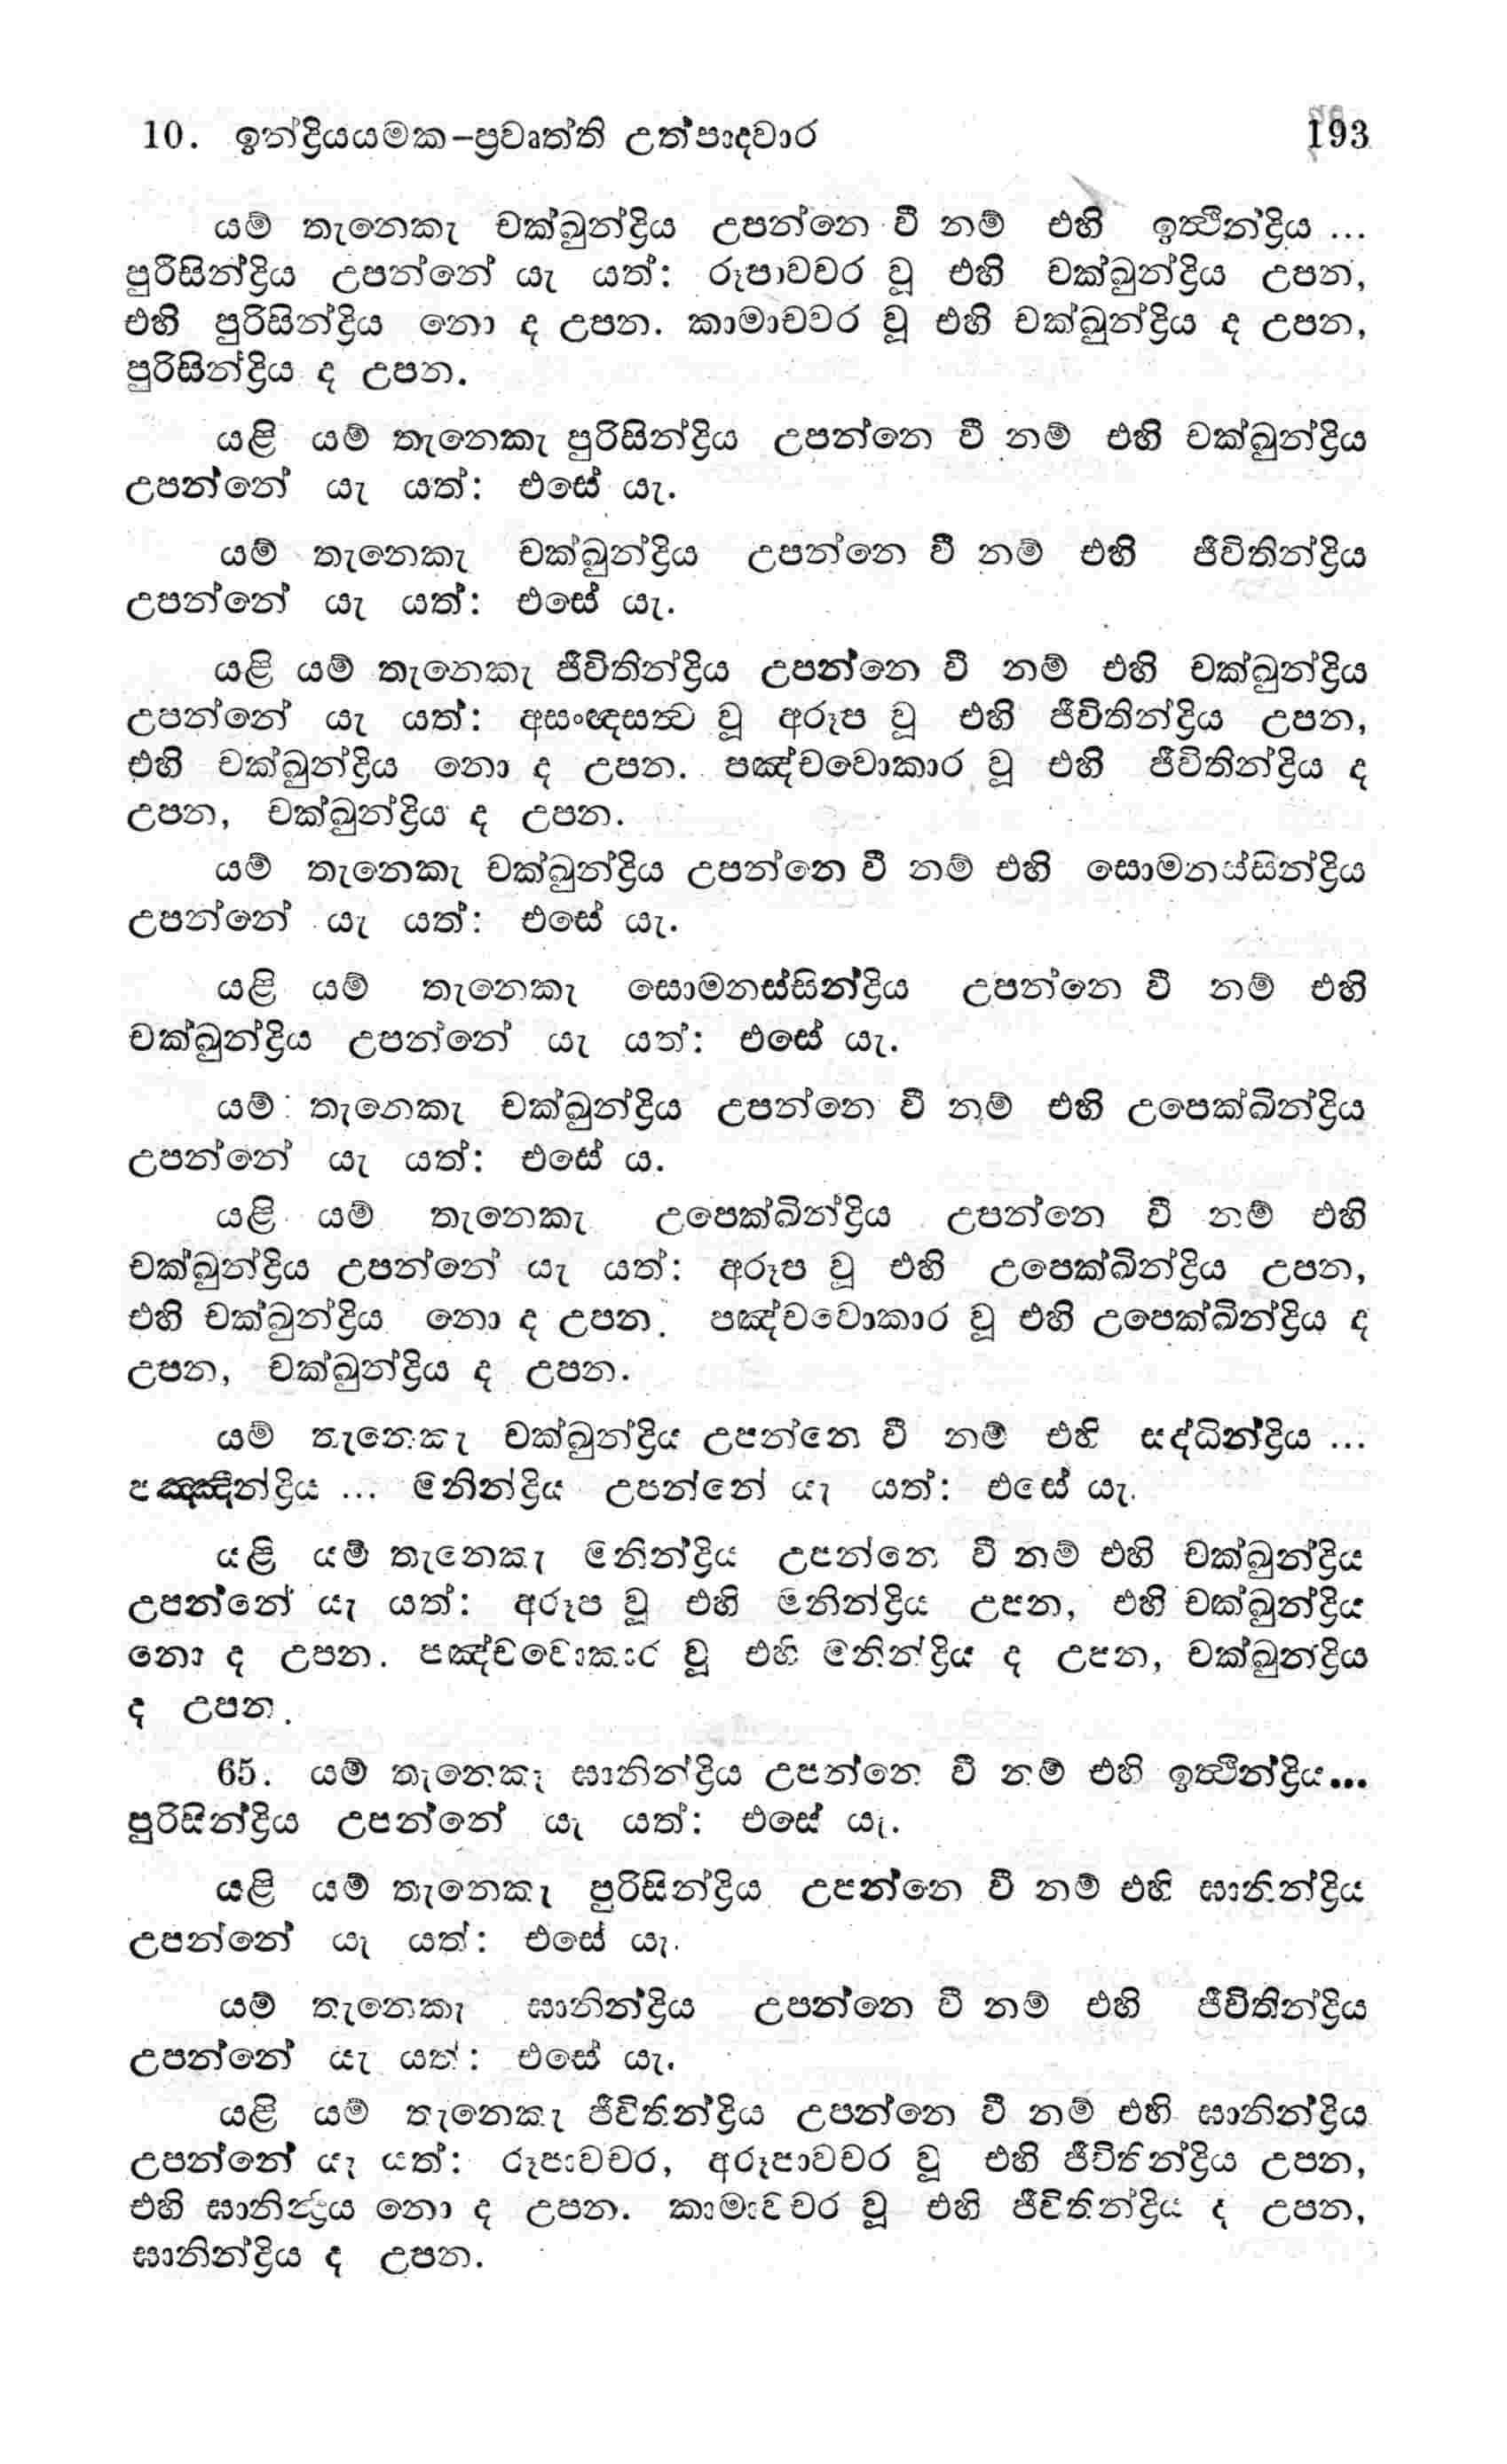 10. ඉන්ද්‍රියයමක-ප්‍රවෘත්ති උත්පාදවාර 193
යම් තැනෙකැ චක්ඛුන්ද්‍රිය උපන්නෙ වී නම් එහි ඉත්‍ථින්ද්‍රිය ...
පුරිසින්ද්‍රිය උපන්නේ යැ යත්: රූපාවචර වූ එහි චක්ඛුන්ද්‍රිය උපන,
එහි පුරිසින්ද්‍රිය නො ද උපන. කාමාචවර වූ එහි චක්ඛුන්ද්‍රිය ද උපන,
පුරිසින්ද්‍රිය ද උපන.
යළි යම් තැනෙකැ පුරිසින්ද්‍රිය උපන්නෙ වී නම් එහි චක්ඛුන්ද්‍රිය
උපන්නේ යැ යත්: එසේ යැ.
යම් තැනෙකැ චක්ඛුන්ද්‍රිය උපන්නෙ වී නම් එහි ජීවිතින්ද්‍රිය
උපන්නේ යැ යත්: එසේ යැ.
යළි යම් තැනෙකැ ජීවිතින්ද්‍රිය උපන්නෙ වී නම් එහි චක්ඛුන්ද්‍රිය
උපන්නේ යැ යත්: අසංඥසත්‍ව වූ අරූප වූ එහි ජීවිතින්ද්‍රිය උපන,
එහි චක්ඛුන්ද්‍රිය නො ද උපන. පඤ්චවොකාර වූ එහි ජීවිතින්ද්‍රිය ද
උපන, චක්ඛුන්ද්‍රිය ද උපන.
යම් තැනෙකැ චක්ඛුන්ද්‍රිය උපන්නෙ වී නම් එහි සොමනස්සින්ද්‍රිය
උපන්නේ යැ යත්: එසේ යැ.
යළි යම් තැනෙකැ සොමනස්සින්ද්‍රිය උපන්නෙ වී නම් එහි
චක්ඛුන්ද්‍රිය උපන්නේ යැ යත්: එසේ යැ.
යම් තැනෙකැ චක්ඛුන්ද්‍රිය උපන්නෙ වී නම් එහි උපෙක්ඛින්ද්‍රිය
උපන්නේ යැ යත්: එසේ ය.
යළි යම් තැනෙකැ උපෙක්ඛින්ද්‍රිය උපන්නෙ වී නම් එහි
චක්ඛුන්ද්‍රිය උපන්නේ යැ යත්: අරූප වූ එහි උපෙක්ඛින්ද්‍රිය උපන,
එහි චක්ඛුන්ද්‍රිය නො ද උපන. පඤ්චවොකාර වූ එහි උපෙක්ඛින්ද්‍රිය ද
උපන, චක්ඛුන්ද්‍රිය ද උපන.
යම් තැනෙකැ චක්ඛුන්ද්‍රිය උපන්නෙ වී නම් එහි සද්ධින්ද්‍රිය ...
පඤ්ඤින්ද්‍රිය ... මනින්ද්‍රිය උපන්නේ යැ යත්: එසේ යැ.
යළි යම් තැනෙකැ මනින්ද්‍රිය උපන්නෙ වී නම් එහි චක්ඛුන්ද්‍රිය
උපන්නේ යැ යත්: අරූප වූ එහි මනින්ද්‍රිය උපන, එහි චක්ඛුන්ද්‍රිය
නො ද උපන. පඤ්චවොකාර වූ එහි මනින්ද්‍රිය ද උපන, චක්ඛුන්ද්‍රිය
ද උපන.
65. යම් තැනෙකැ ඝානින්ද්‍රිය උපන්නෙ වී නම් එහි ඉත්‍ථින්ද්‍රිය...
පුරිසින්ද්‍රිය උපන්නේ යැ යත්: එසේ යැ.
යළි යම් තැනෙකැ පුරිසින්ද්‍රිය උපන්නෙ වී නම් එහි ඝානින්ද්‍රිය
උපන්නේ යැ යත්: එසේ යැ.
යම් තැනෙකැ ඝානින්ද්‍රිය උපන්නෙ වී නම් එහි ජීවිතින්ද්‍රිය
උපන්නේ යැ යත්: එසේ යැ.
යළි යම් තැනෙකැ ජීවිතින්ද්‍රිය උපන්නෙ වී නම් එහි ඝානින්ද්‍රිය
උපන්නේ යැ යත්: රූපාවචර, අරූපාවචර වූ එහි ජීවිතින්ද්‍රිය උපන,
එහි ඝානින්ද්‍රිය නො ද උපන. කාමාවචර වූ එහි ජීවිතින්ද්‍රිය ද උපන,
ඝානින්ද්‍රිය ද උපන.